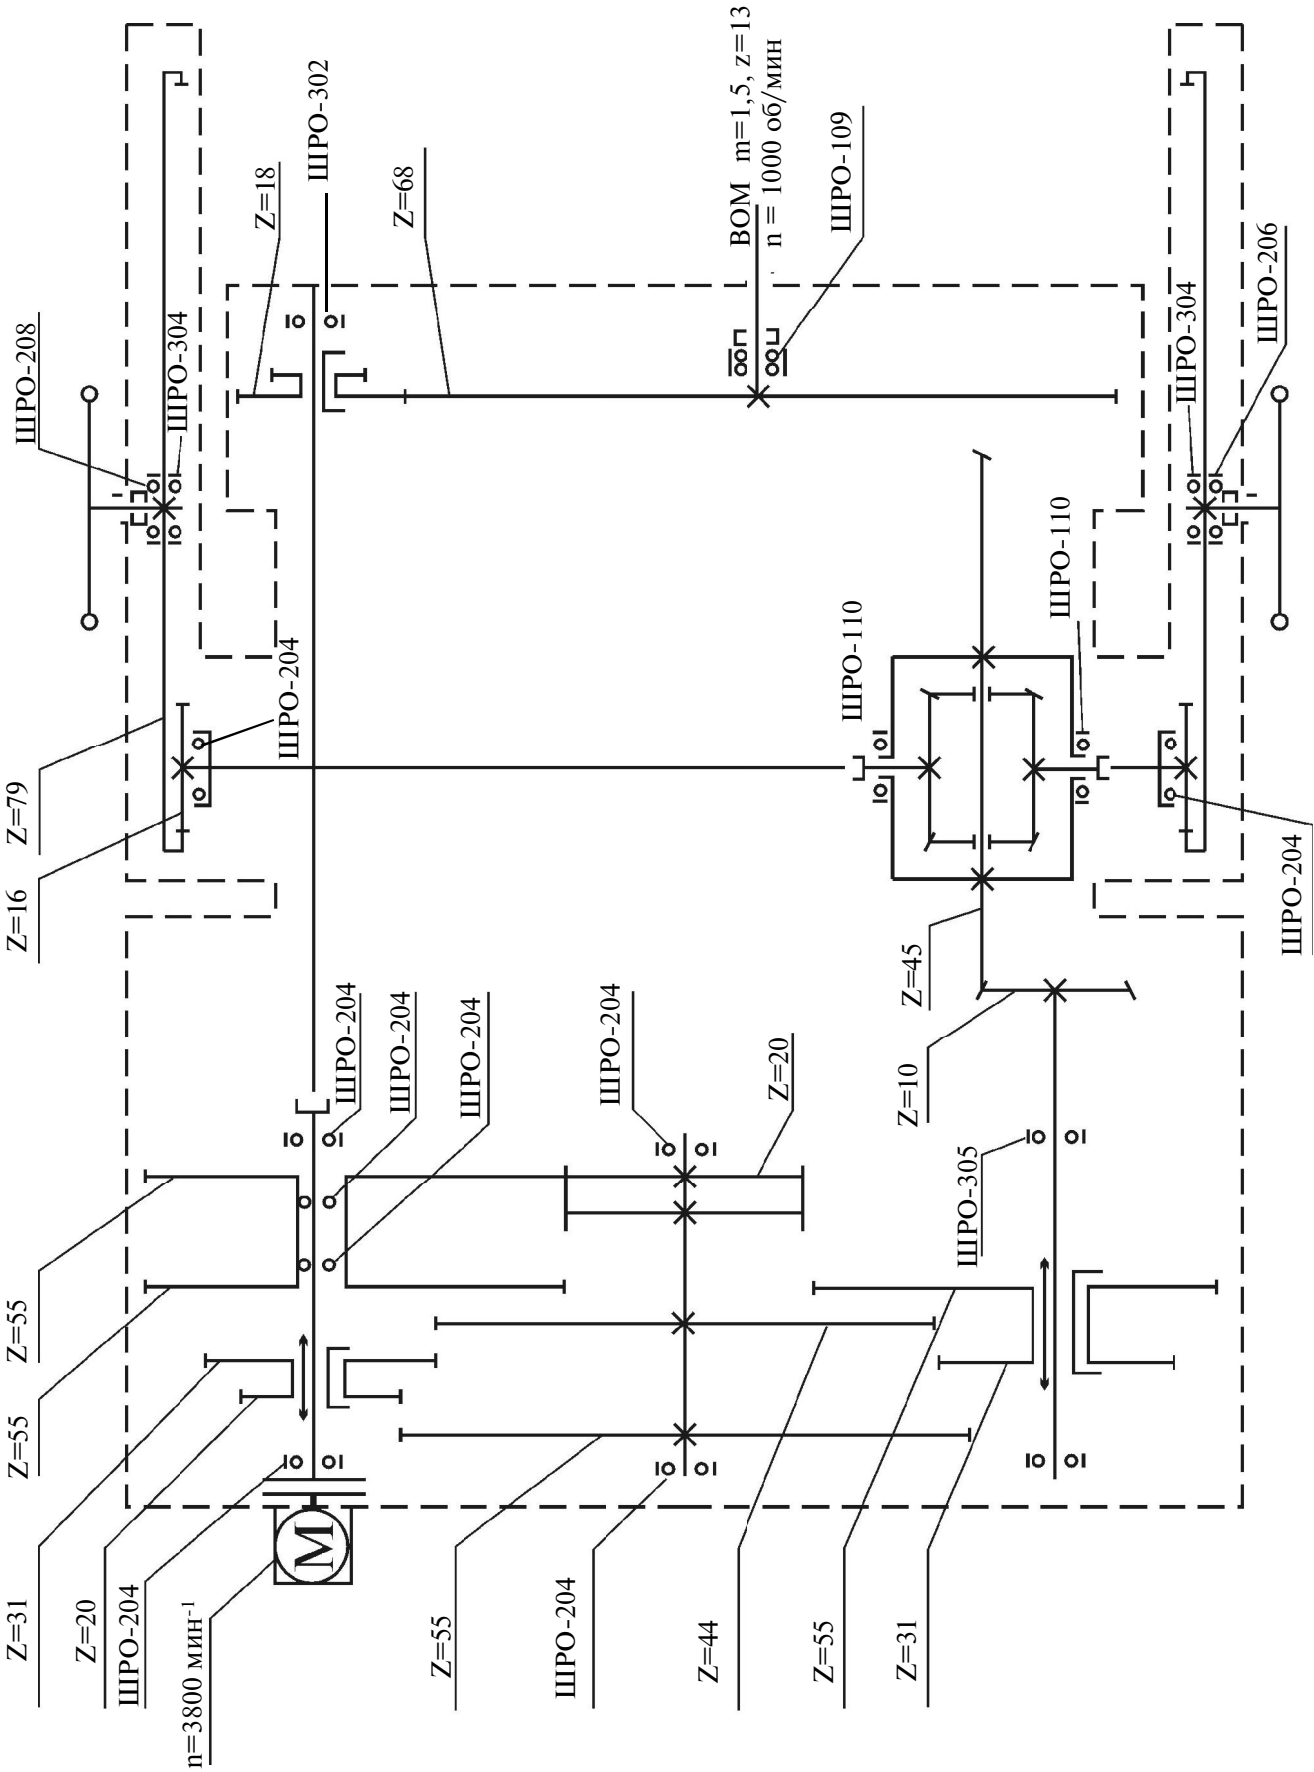 Z=16
Z=79
ШРО-208
ШРО-304
ШРО-204
Z=18
ШРО-302
Z=68
ВОМ m=1,5, z=13
n = 1000 об/мин
ШРО-109
Z=31
Z=20
ШРО-204
n=3800 мин⁻¹
М
Z=55
Z=55
ШРО-204
ШРО-204
ШРО-204
ШРО-204
Z=20
ШРО-110
ШРО-110
ШРО-304
ШРО-206
ШРО-204
Z=45
Z=10
ШРО-305
Z=55
ШРО-204
Z=44
Z=55
Z=31